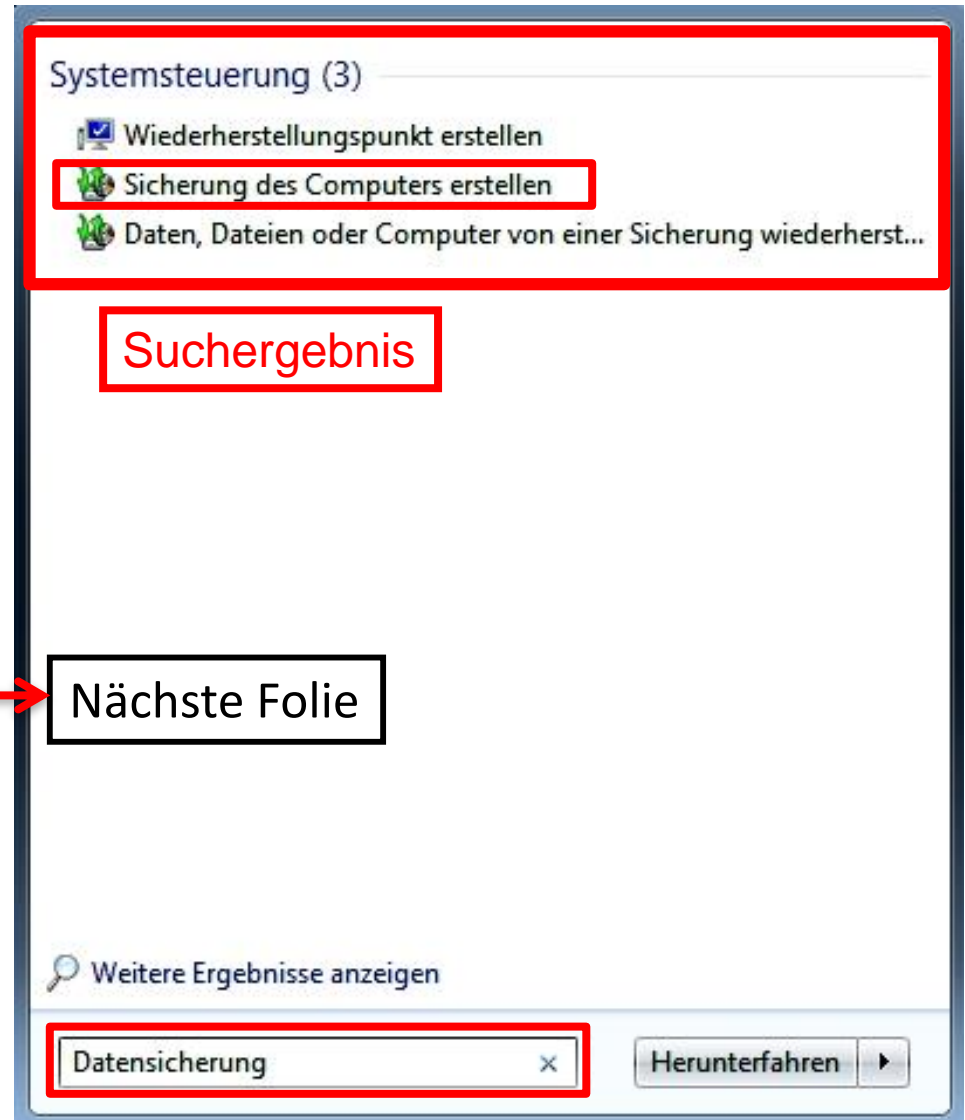 Systemsteuerung (3)
Wiederherstellungspunkt erstellen
Sicherung des Computers erstellen
Daten, Dateien oder Computer von einer Sicherung wiederherst...
Suchergebnis
Nächste Folie
Weitere Ergebnisse anzeigen
Datensicherung
Herunterfahren